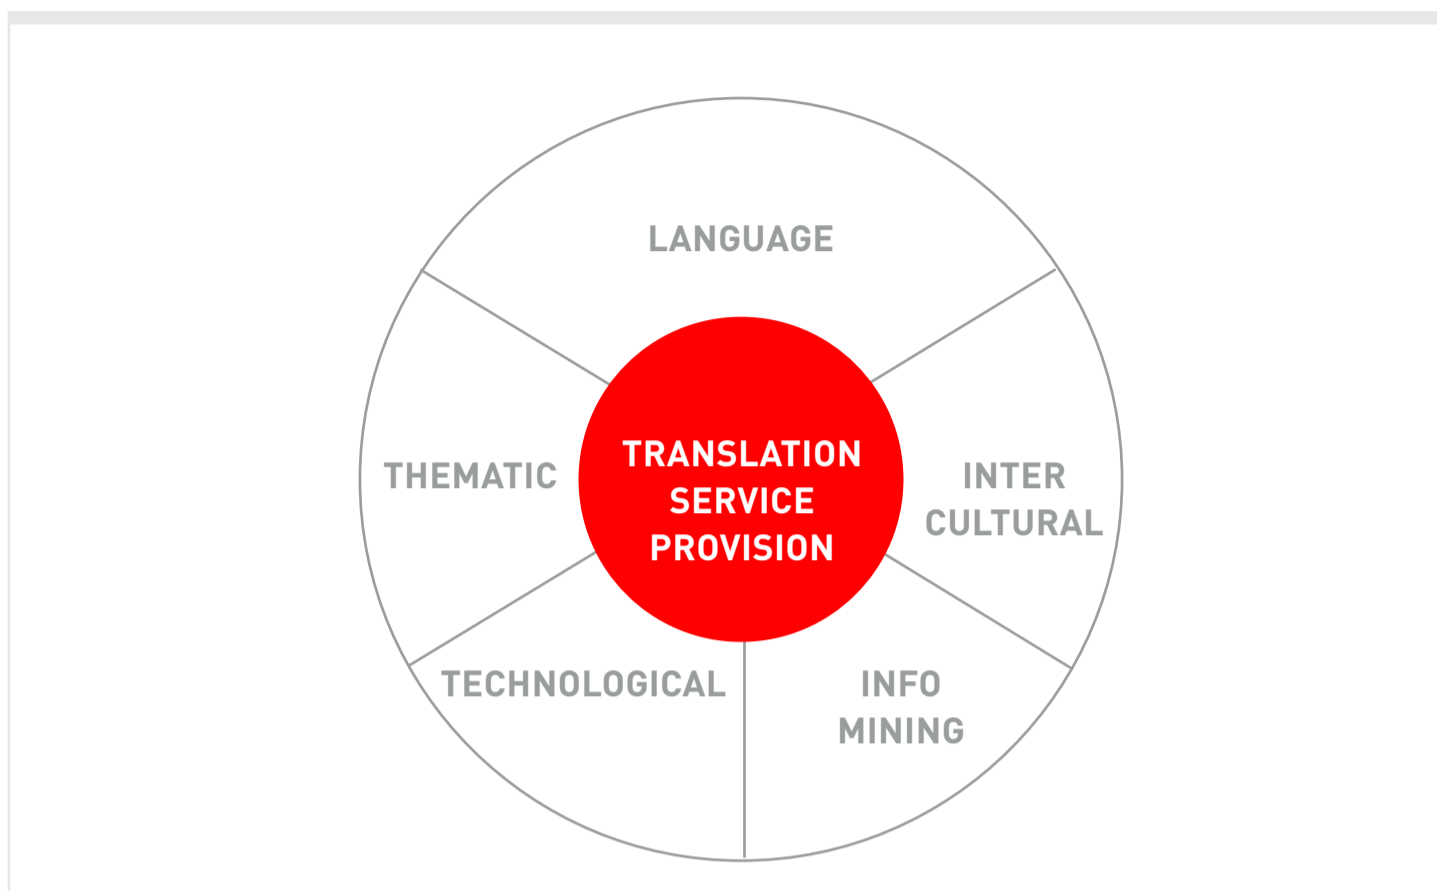 LANGUAGE
THEMATIC
TRANSLATION
SERVICE
PROVISION
INTER
CULTURAL
TECHNOLOGICAL
INFO
MINING